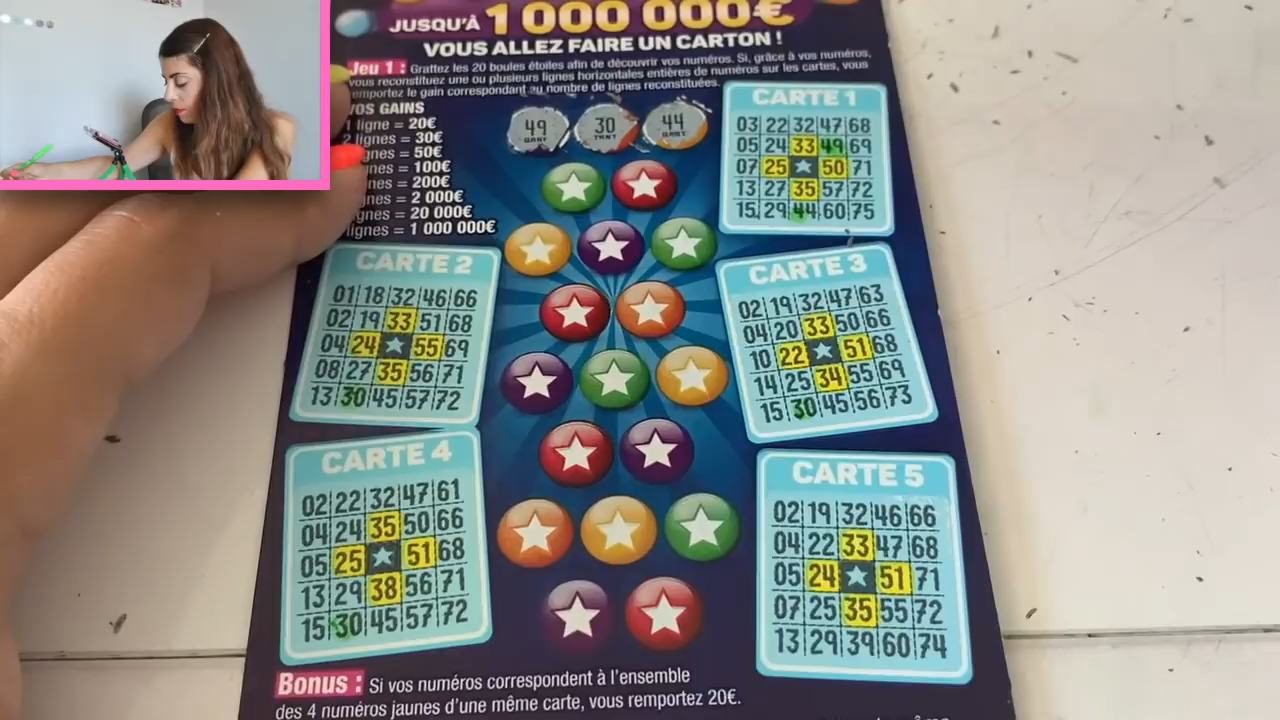 JUSQU'À 1 000 000€
VOUS ALLEZ FAIRE UN CARTON !
Jeu 1 : Grattez les 20 boules étoiles afin de découvrir vos numéros. Si, grâce à vos numéros,
vous reconstituez une ou plusieurs lignes horizontales entières de numéros sur les cartes, vous
emportez le gain correspondant au nombre de lignes reconstituées.
VOS GAINS
1 ligne = 20€
2 lignes = 30€
gnes = 50€
nes = 100€
nes = 200€
gnes = 2 000€
gnes = 20 000€
lignes = 1 000 000€
49 30 44
TRNT
CARTE 1
03 22 32 47 68
05 24 33 49 69
07 25 50 71
13 27 35 57 72
15 29 44 60 75
CARTE 2
01 18 32 46 66
02 19 33 51 68
04 24 55 69
08 27 35 56 71
13 30 45 57 72
CARTE 3
02 19 32 47 63
04 20 33 50 66
10 22 51 68
14 25 34 55 69
15 30 45 56 73
CARTE 4
02 22 32 47 61
04 24 35 50 66
05 25 51 68
13 29 38 56 71
15 30 45 57 72
CARTE 5
02 19 32 46 66
04 22 33 47 68
05 24 51 71
07 25 35 55 72
13 29 39 60 74
Bonus : Si vos numéros correspondent à l'ensemble
des 4 numéros jaunes d'une même carte, vous remportez 20€.